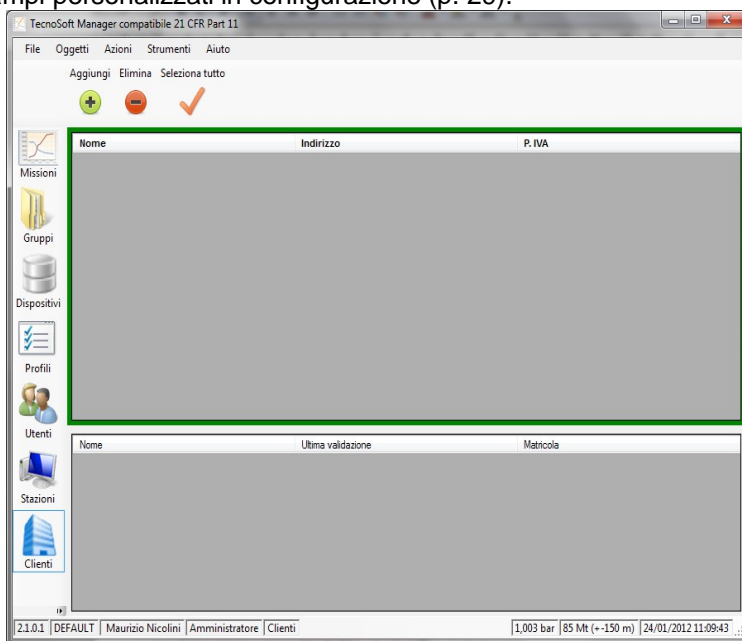 ampi personalizzati in configurazione (p. 20).
TecnoSoft Manager compatibile 21 CFR Part 11
File Oggetti Azioni Strumenti Aiuto
Aggiungi Elimina Seleziona tutto
Nome Indirizzo P. IVA
Missioni
Gruppi
Dispositivi
Profili
Utenti
Nome Ultima validazione Matricola
Stazioni
Clienti
2.1.0.1 DEFAULT Maurizio Nicolini Amministratore Clienti 1,003 bar 85 Mt (+-150 m) 24/01/2012 11:09:43